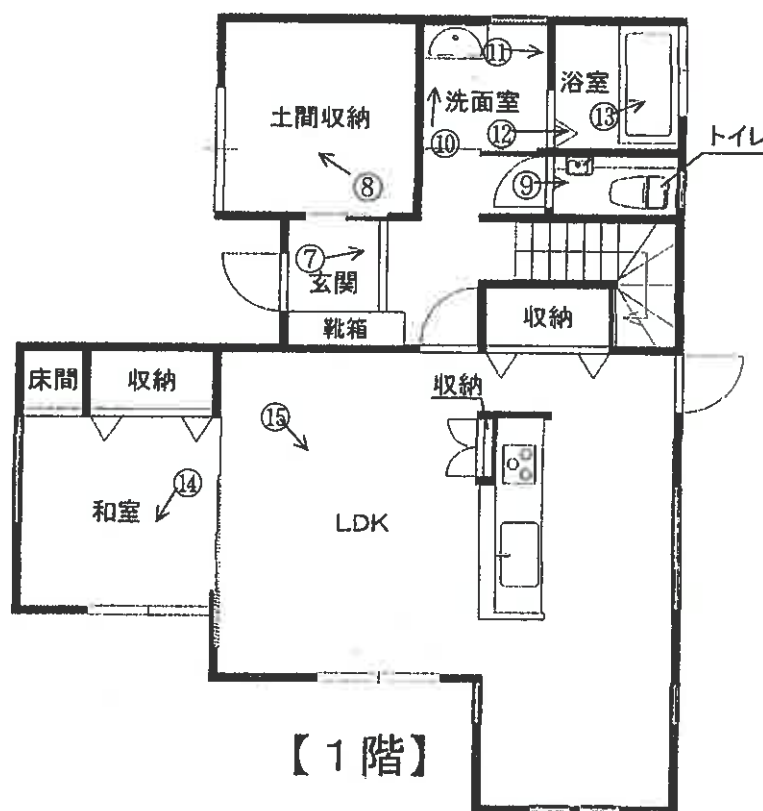 ⑪
浴室
洗面室
⑬
土間収納
⑫
⑩
トイレ
⑨
⑧
⑦
玄関
収納
靴箱
床間
収納
収納
⑮
⑭
和室
LDK
【1階】